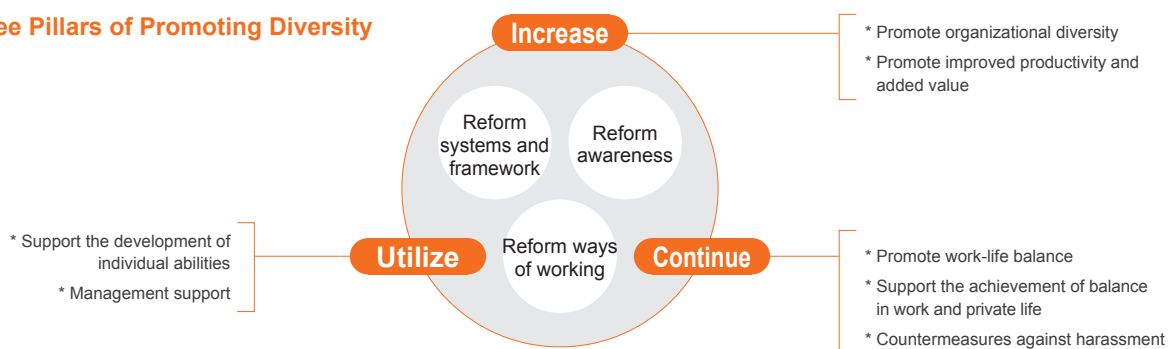 ee Pillars of Promoting Diversity
Increase
* Promote organizational diversity
* Promote improved productivity and
added value
Reform
systems and
framework
Reform
awareness
Reform ways
of working
Utilize
* Support the development of
individual abilities
* Management support
Continue
* Promote work-life balance
* Support the achievement of balance
in work and private life
* Countermeasures against harassment